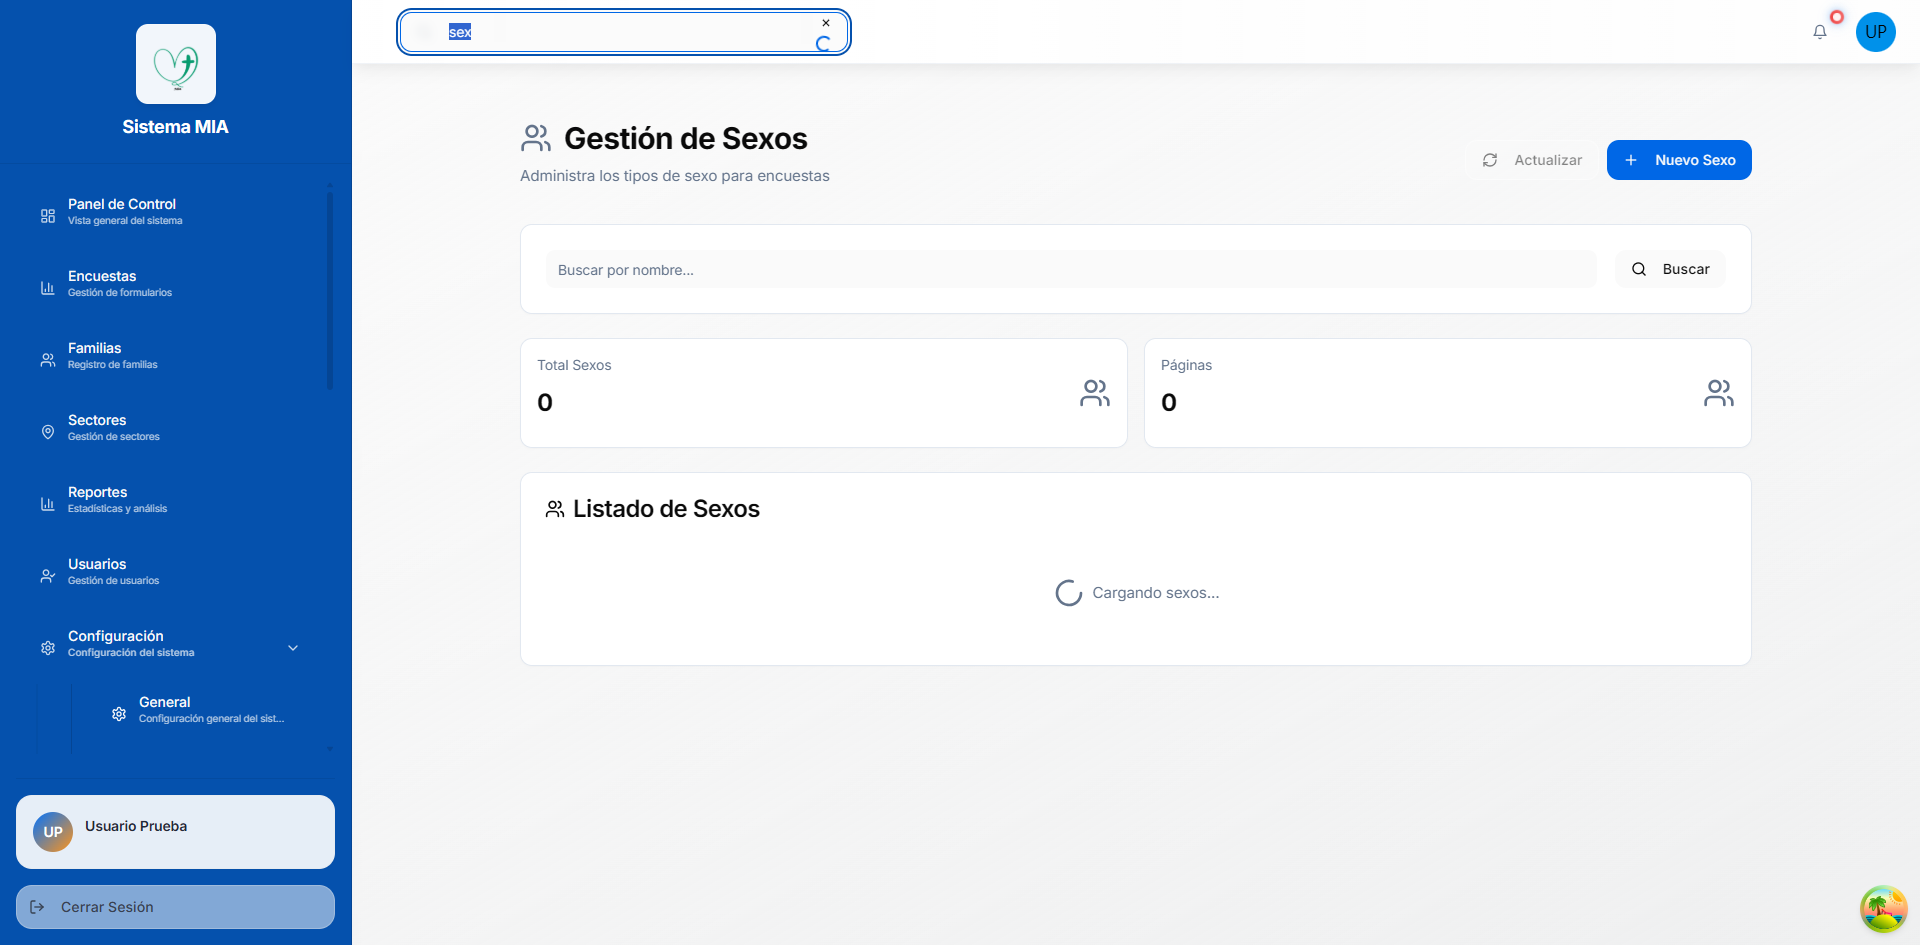 Sistema MIA
Panel de Control
Vista general del sistema
Encuestas
Gestión de formularios
Familias
Registro de familias
Sectores
Gestión de sectores
Reportes
Estadísticas y análisis
Usuarios
Gestión de usuarios
Configuración
Configuración del sistema
General
Configuración general del sist...
UP
Usuario Prueba
Cerrar Sesión
sex
UP
Gestión de Sexos
Administra los tipos de sexo para encuestas
Actualizar
Nuevo Sexo
Buscar por nombre...
Buscar
Total Sexos
0
Páginas
0
Listado de Sexos
Cargando sexos...